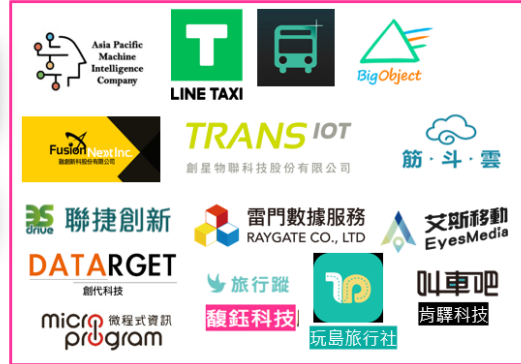 Asia Pacific
Machine
Intelligence
Company
T
LINE TAXI
BigObject
FusionNextInc.
融創新科股份有限公司
TRANS IOT
創星物聯科技股份有限公司
筋·斗·雲
3S
drive
聯捷創新
雷門數據服務
RAYGATE CO., LTD
艾斯移動
EyesMedia
DATARGET
創代科技
旅行蹤
馥鈺科技
玩島旅行社
叫車吧
肯驛科技
micro 微程式資訊
program